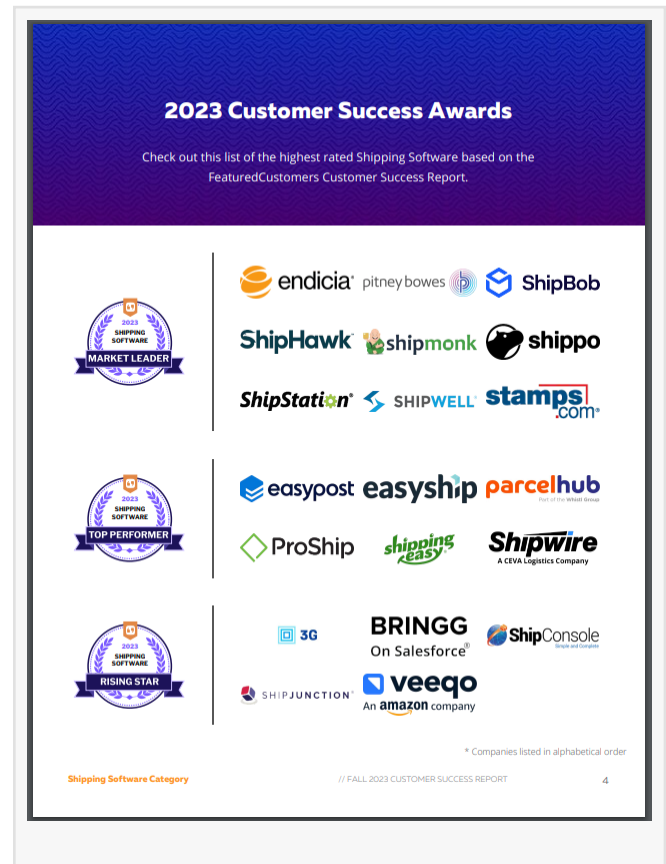 2023 Customer Success Awards
Check out this list of the highest rated Shipping Software based on the
FeaturedCustomers Customer Success Report.
2023
SHIPPING
SOFTWARE
MARKET LEADER
endicia®
pitney bowes
ShipBob
ShipHawk™
shipmonk
shippo
ShipStation®
SHIPWELL
stamps
.com®
2023
SHIPPING
SOFTWARE
TOP PERFORMER
easypost
easyship
parcelhub
Part of the Whistl Group
ProShip
shipping
easy
Shipwire
A CEVA Logistics Company
2023
SHIPPING
SOFTWARE
RISING STAR
3G
BRINGG
On Salesforce®
ShipConsole
Simple and Complete
SHIPJUNCTION
veeqo
An amazon company
* Companies listed in alphabetical order
Shipping Software Category
// FALL 2023 CUSTOMER SUCCESS REPORT
4